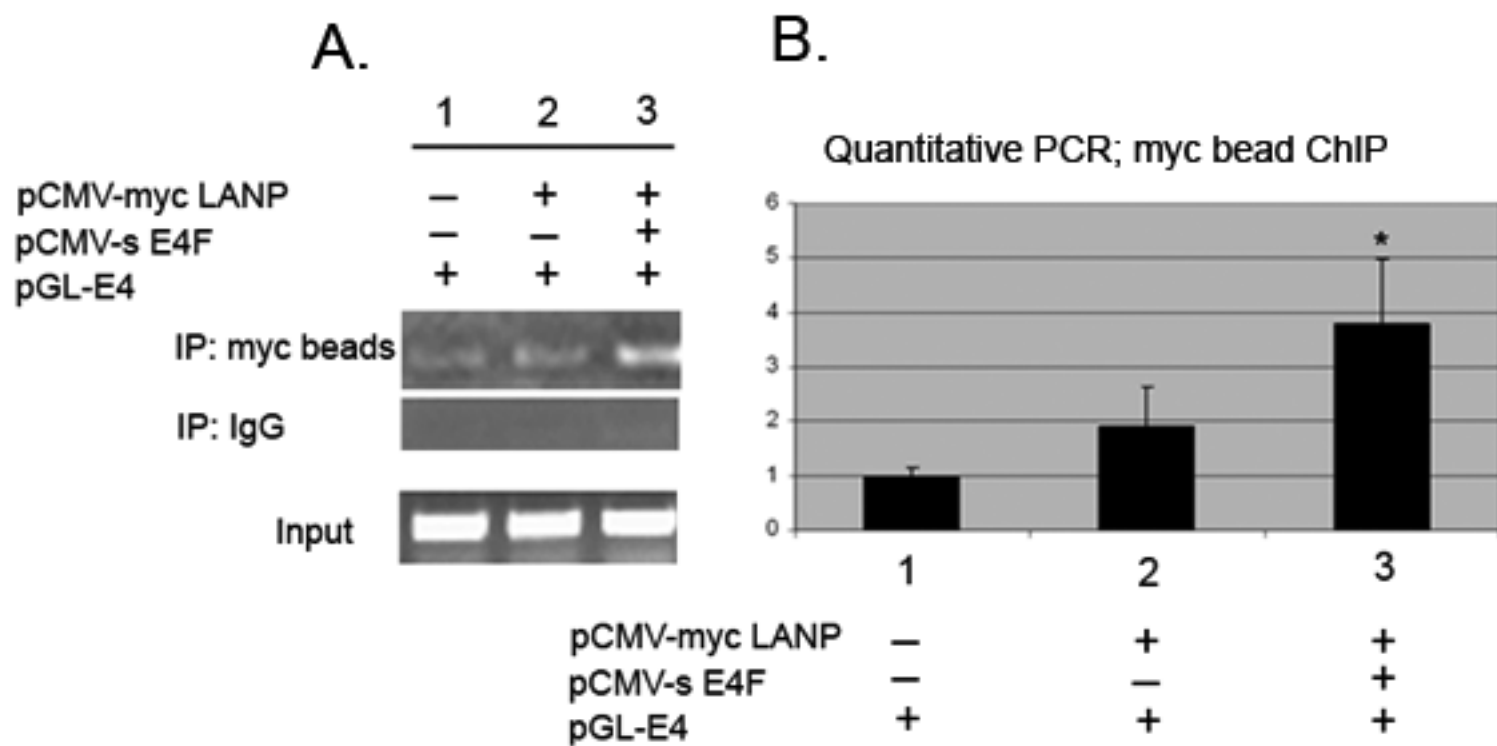 A.
1 2 3
pCMV-myc LANP – + +
pCMV-s E4F – – +
pGL-E4 + + +
IP: myc beads
IP: IgG
Input
B.
Quantitative PCR; myc bead ChIP
6
5
4
3
2
1
0
*
1 2 3
pCMV-myc LANP – + +
pCMV-s E4F – – +
pGL-E4 + + +